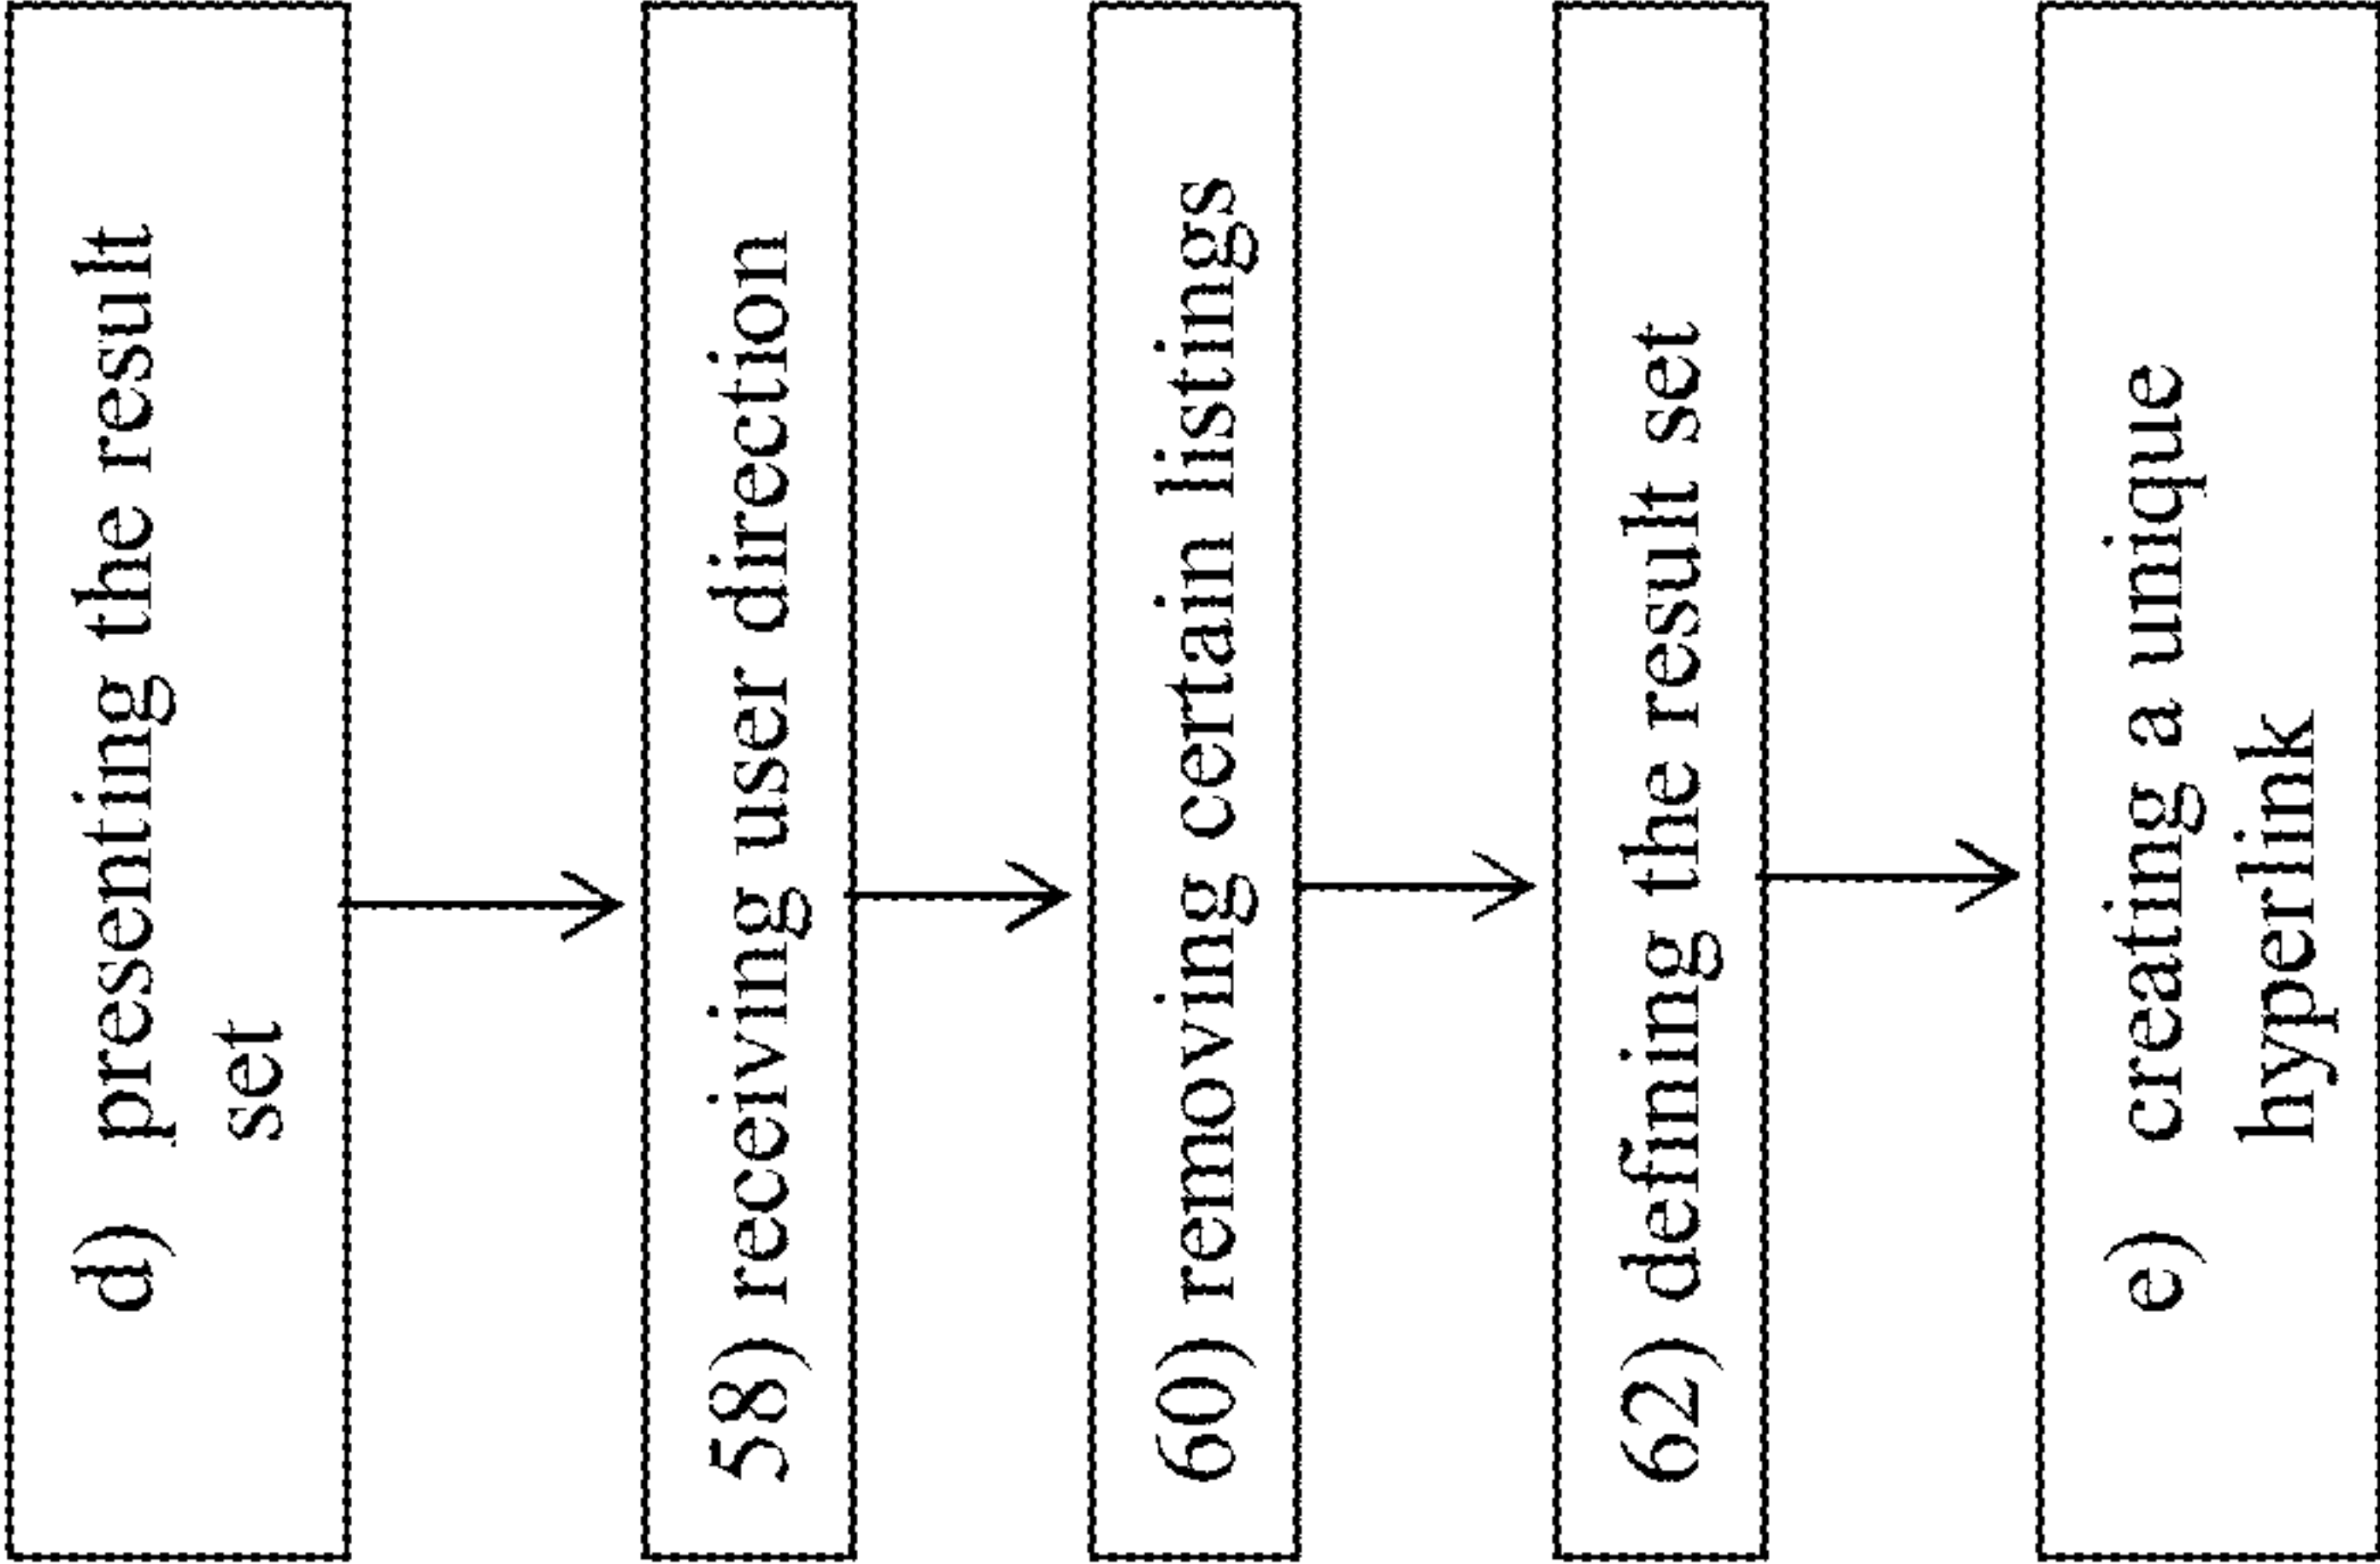 d) presenting the result
set
58) receiving user direction
60) removing certain listings
62) defining the result set
e) creating a unique
hyperlink